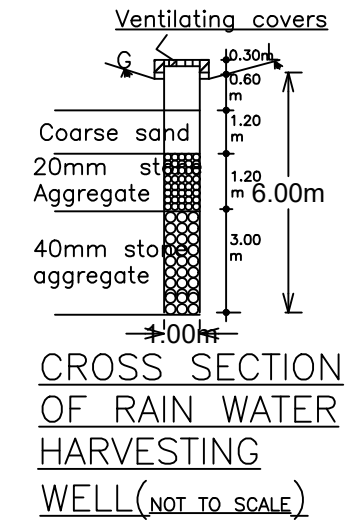 Ventilating covers
G L
0.30m
0.60
m
Coarse sand
1.20
m
20mm stone
Aggregate
1.20
m
6.00m
40mm stone
aggregate
3.00
m
1.00m
CROSS SECTION
OF RAIN WATER
HARVESTING
WELL(NOT TO SCALE)